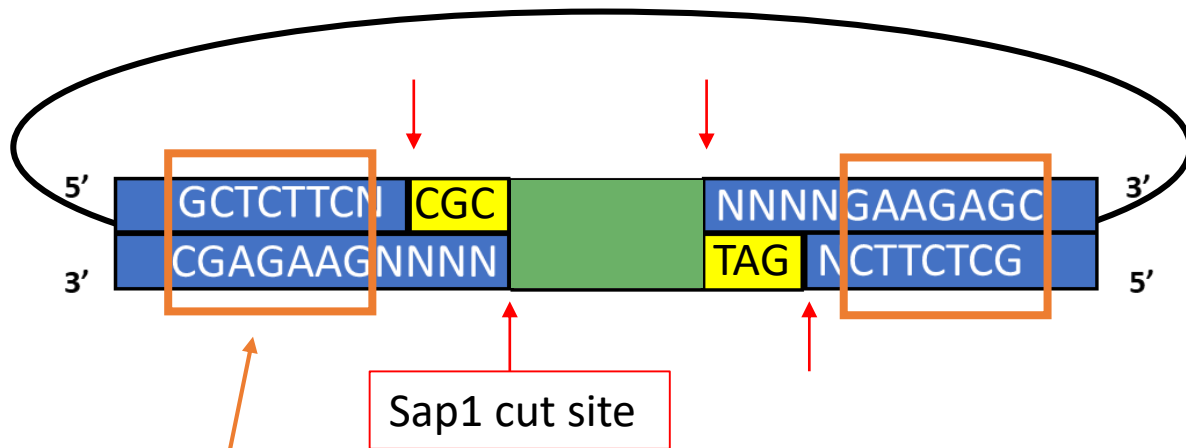 5’ GCTCTTCN CGC NNNNGAAGAGC 3’
3’ CGAGAAGNNNN TAG NCTTCTCG 5’
Sap1 cut site